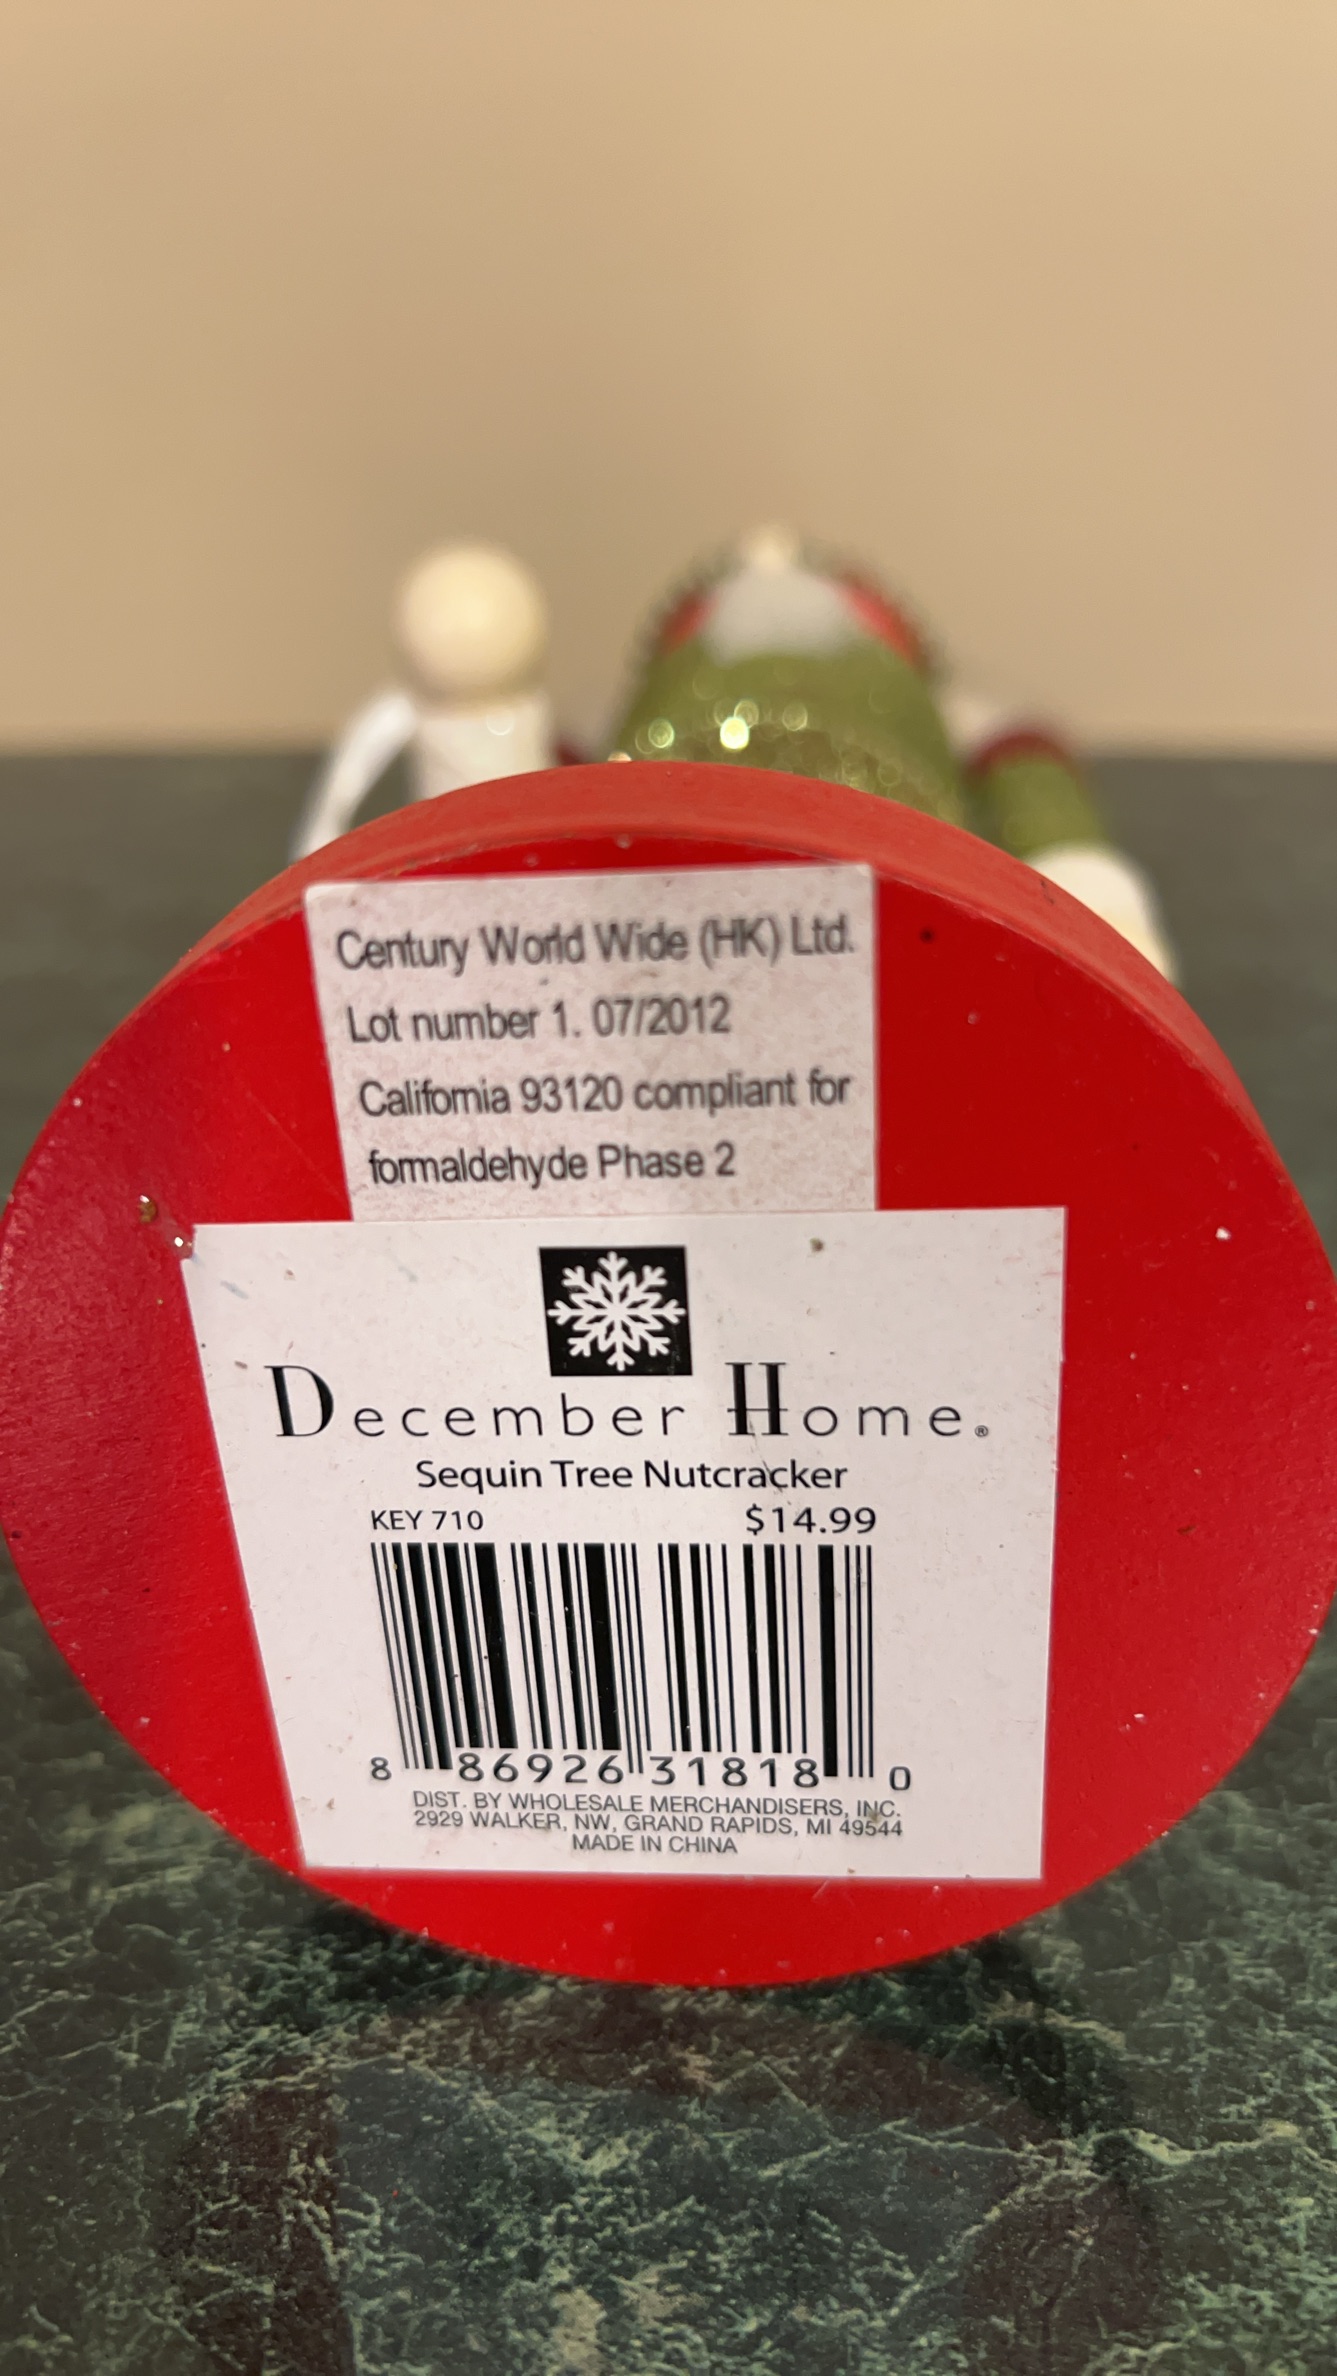 Century World Wide (HK) Ltd.
Lot number 1. 07/2012
California 93120 compliant for
formaldehyde Phase 2
December Home®
Sequin Tree Nutcracker
KEY 710 $14.99
8 86926 31818 0
DIST. BY WHOLESALE MERCHANDISERS, INC.
2929 WALKER, NW, GRAND RAPIDS, MI 49544
MADE IN CHINA